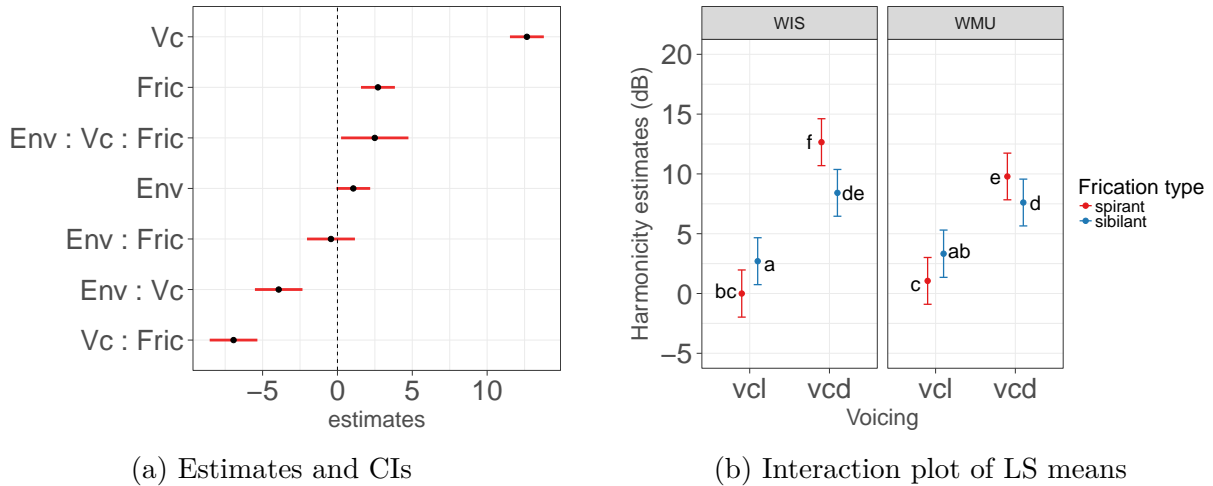 Vc
Fric
Env : Vc : Fric
Env
Env : Fric
Env : Vc
Vc : Fric
−5 0 5 10
estimates
(a) Estimates and CIs
WIS WMU
Harmonicity estimates (dB)
20
15
10
5
0
−5
bc
a
f
de
c
ab
e
d
vcl vcd vcl vcd
Voicing
Frication type
spirant
sibilant
(b) Interaction plot of LS means